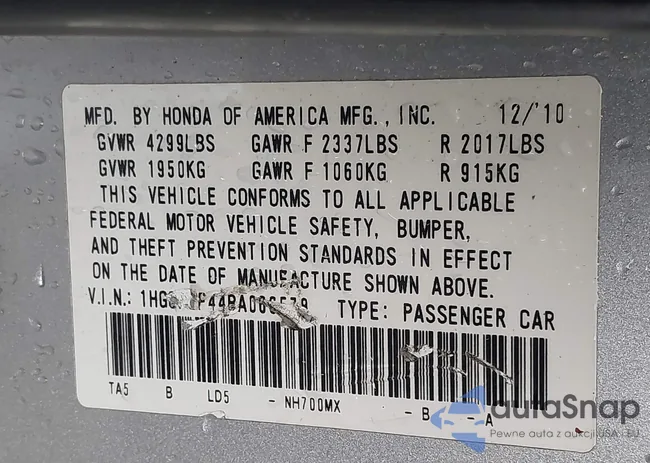 MFD. BY HONDA OF AMERICA MFG., INC. 12/'10
GVWR 4299LBS GAWR F 2337LBS R 2017LBS
GVWR 1950KG GAWR F 1060KG R 915KG
THIS VEHICLE CONFORMS TO ALL APPLICABLE
FEDERAL MOTOR VEHICLE SAFETY, BUMPER,
AND THEFT PREVENTION STANDARDS IN EFFECT
ON THE DATE OF MANUFACTURE SHOWN ABOVE.
V.I.N.: TYPE: PASSENGER CAR
TA5 B LD5 - NH700MX - B - A
autaSnap
Pewne auta z aukcji USA i EU